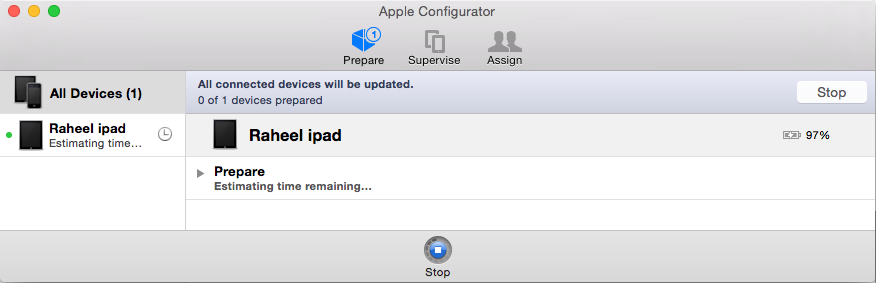 Apple Configurator
1
Prepare
Supervise
Assign
All Devices (1)
All connected devices will be updated.
0 of 1 devices prepared
Stop
Raheel ipad
Estimating time...
Raheel ipad
97%
Prepare
Estimating time remaining...
Stop